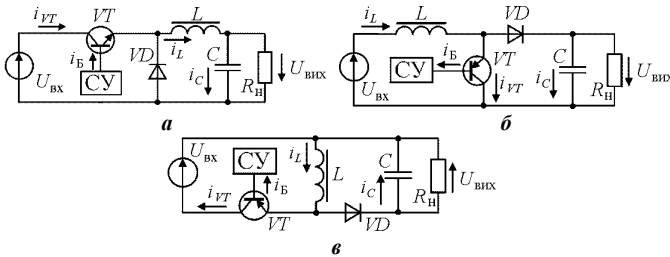 i_VT VT L
i_L
i_Б VD C
U_вх СУ i_C R_н U_вих
а
i_L L VD
i_Б
СУ VT C
U_вх i_VT i_C R_н U_вих
б
U_вх СУ i_L C
i_Б L i_C U_вих
i_VT R_н
VT VD
в